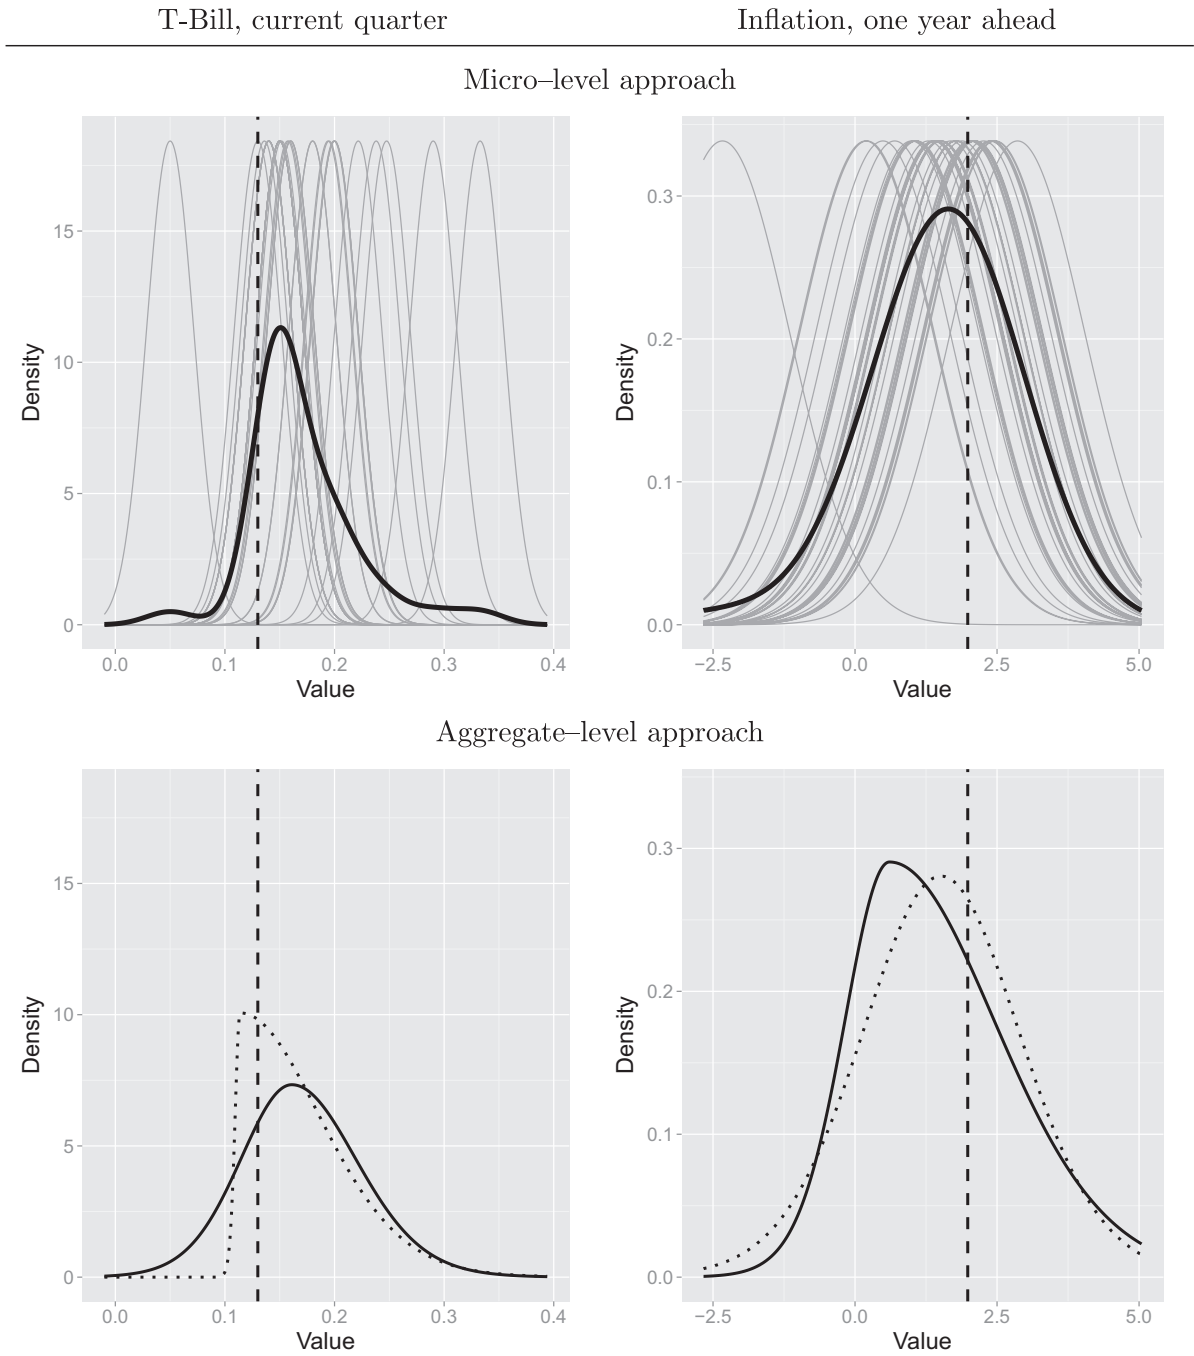 T-Bill, current quarter
Inflation, one year ahead
Micro–level approach
Density
15
10
5
0
0.0 0.1 0.2 0.3 0.4
Value
Density
0.3
0.2
0.1
0.0
−2.5 0.0 2.5 5.0
Value
Aggregate–level approach
Density
15
10
5
0
0.0 0.1 0.2 0.3 0.4
Value
Density
0.3
0.2
0.1
0.0
−2.5 0.0 2.5 5.0
Value